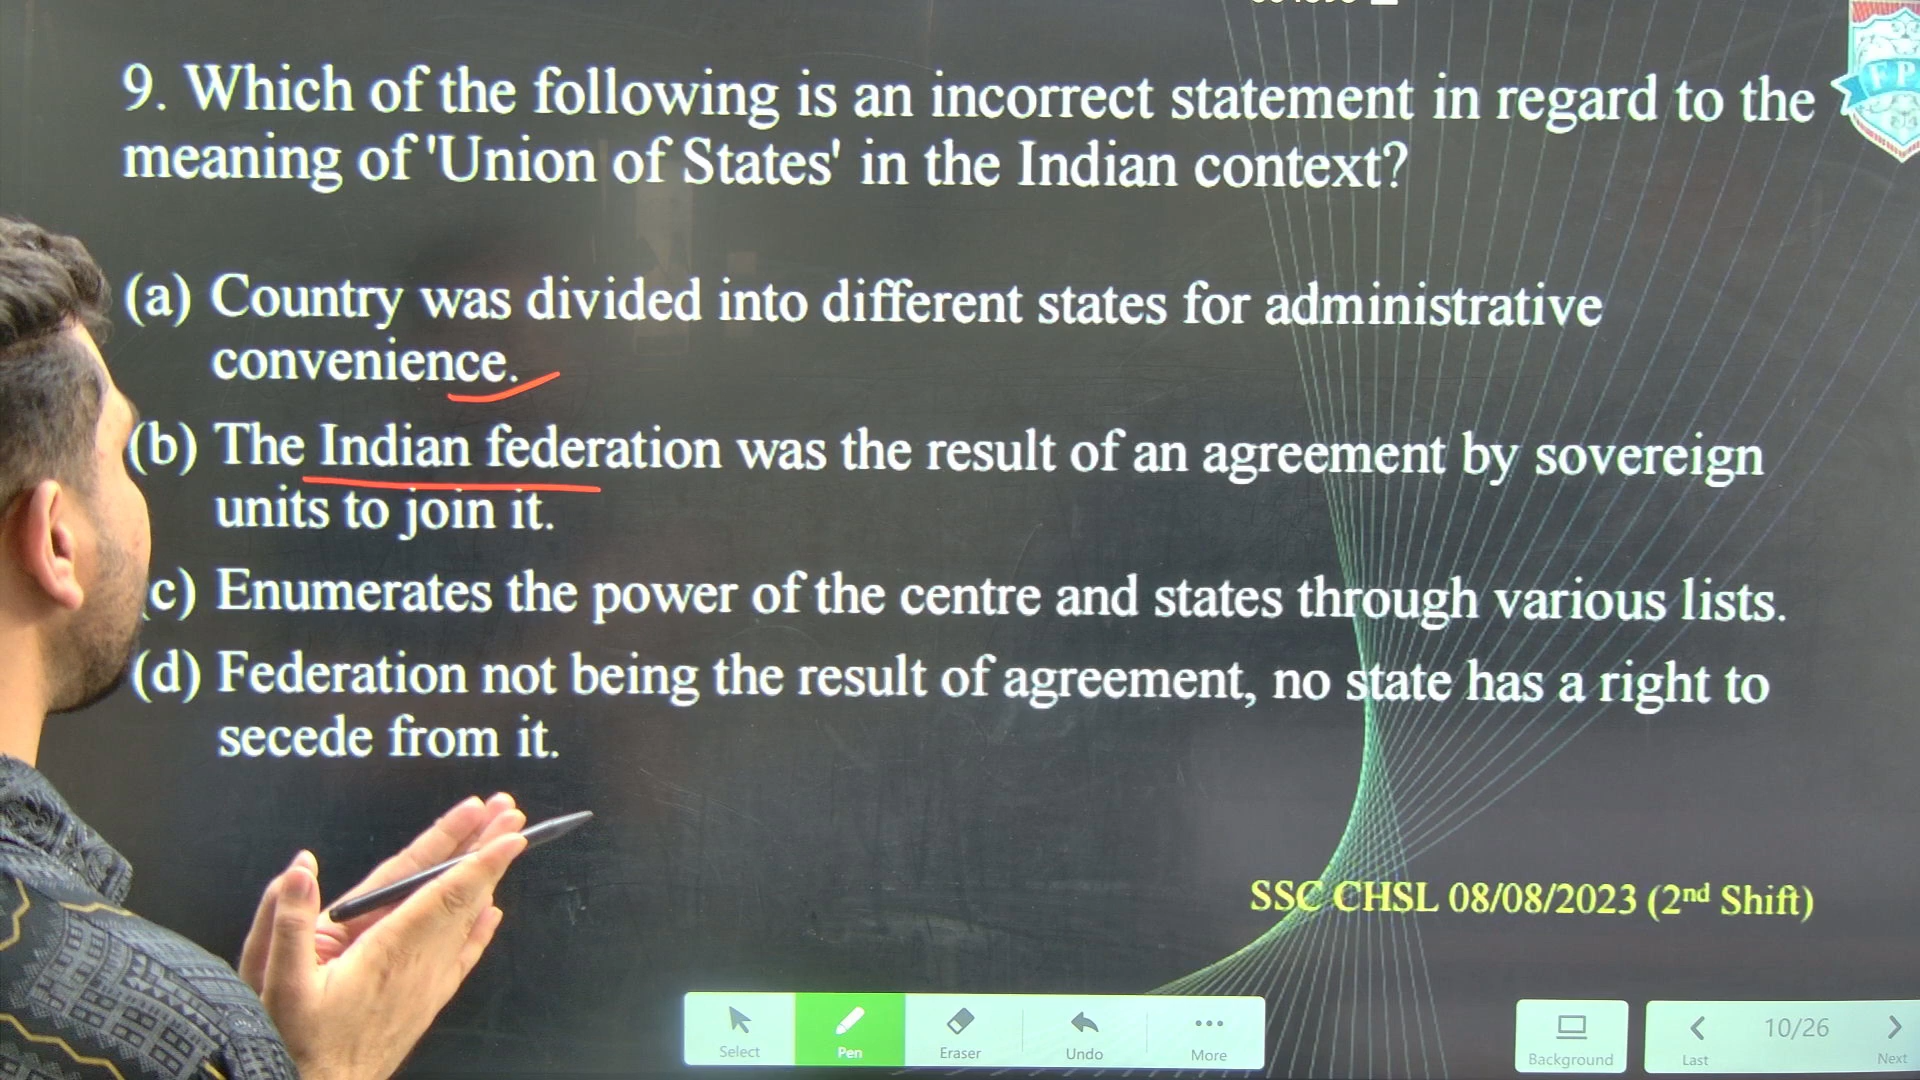 9. Which of the following is an incorrect statement in regard to the
meaning of 'Union of States' in the Indian context?
(a) Country was divided into different states for administrative
convenience.
(b) The Indian federation was the result of an agreement by sovereign
units to join it.
c) Enumerates the power of the centre and states through various lists.
(d) Federation not being the result of agreement, no state has a right to
secede from it.
SSC CHSL 08/08/2023 (2nd Shift)
Select
Pen
Eraser
Undo
More
Background
Last
10/26
Next